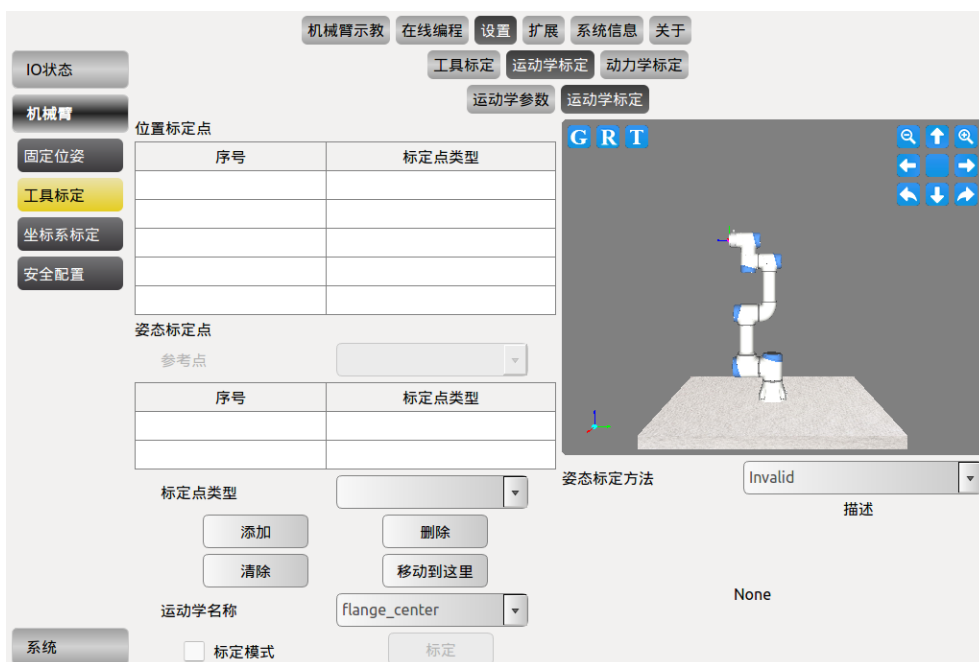 机械臂示教 在线编程 设置 扩展 系统信息 关于
工具标定 运动学标定 动力学标定
运动学参数 运动学标定
IO状态
机械臂
固定位姿
工具标定
坐标系标定
安全配置
系统
位置标定点
序号 标定点类型
姿态标定点
参考点
序号 标定点类型
标定点类型
添加 删除
清除 移动到这里
运动学名称 flange_center
标定模式 标定
G R T
姿态标定方法 Invalid
描述
None